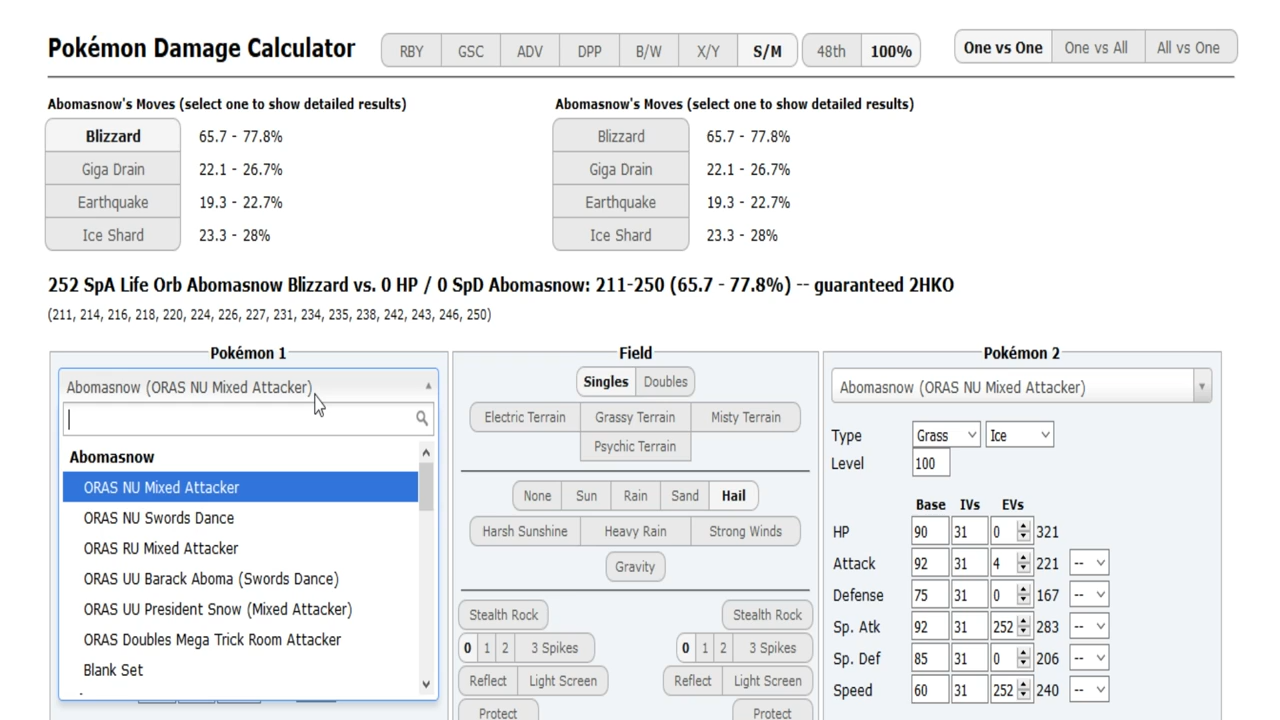 Pokémon Damage Calculator
RBY GSC ADV DPP B/W X/Y S/M 48th 100% One vs One One vs All All vs One
Abomasnow's Moves (select one to show detailed results) Abomasnow's Moves (select one to show detailed results)
Blizzard 65.7 - 77.8% Blizzard 65.7 - 77.8%
Giga Drain 22.1 - 26.7% Giga Drain 22.1 - 26.7%
Earthquake 19.3 - 22.7% Earthquake 19.3 - 22.7%
Ice Shard 23.3 - 28% Ice Shard 23.3 - 28%
252 SpA Life Orb Abomasnow Blizzard vs. 0 HP / 0 SpD Abomasnow: 211-250 (65.7 - 77.8%) -- guaranteed 2HKO
(211, 214, 216, 218, 220, 224, 226, 227, 231, 234, 235, 238, 242, 243, 246, 250)
Pokémon 1
Abomasnow (ORAS NU Mixed Attacker)
Abomasnow
ORAS NU Mixed Attacker
ORAS NU Swords Dance
ORAS RU Mixed Attacker
ORAS UU Barack Aboma (Swords Dance)
ORAS UU President Snow (Mixed Attacker)
ORAS Doubles Mega Trick Room Attacker
Blank Set
Field
Singles Doubles
Electric Terrain Grassy Terrain Misty Terrain
Psychic Terrain
None Sun Rain Sand Hail
Harsh Sunshine Heavy Rain Strong Winds
Gravity
Stealth Rock Stealth Rock
0 1 2 3 Spikes 0 1 2 3 Spikes
Reflect Light Screen Reflect Light Screen
Protect Protect
Pokémon 2
Abomasnow (ORAS NU Mixed Attacker)
Type Grass Ice
Level 100
Base IVs EVs
HP 90 31 0 321
Attack 92 31 4 221 --
Defense 75 31 0 167 --
Sp. Atk 92 31 252 283 --
Sp. Def 85 31 0 206 --
Speed 60 31 252 240 --